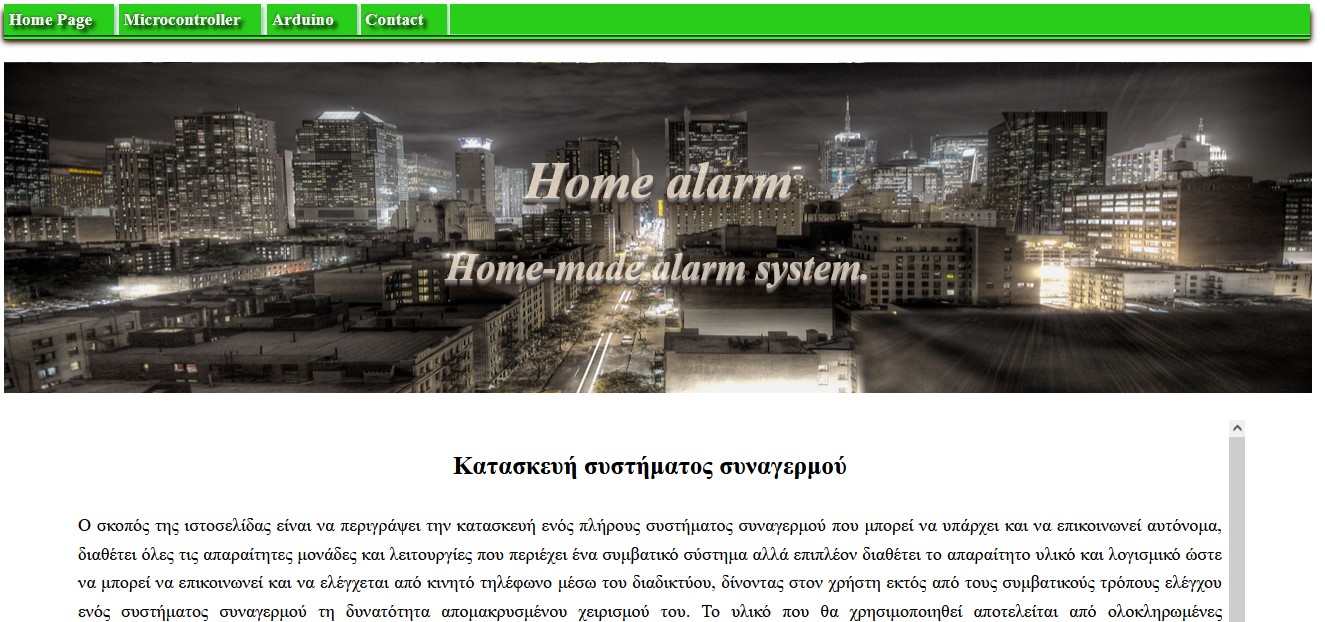 Home Page Microcontroller Arduino Contact
Home alarm
Home-made alarm system.
Κατασκευή συστήματος συναγερμού
Ο σκοπός της ιστοσελίδας είναι να περιγράψει την κατασκευή ενός πλήρους συστήματος συναγερμού που μπορεί να υπάρχει και να επικοινωνεί αυτόνομα,
διαθέτει όλες τις απαραίτητες μονάδες και λειτουργίες που περιέχει ένα συμβατικό σύστημα αλλά επιπλέον διαθέτει το απαραίτητο υλικό και λογισμικό ώστε
να μπορεί να επικοινωνεί και να ελέγχεται από κινητό τηλέφωνο μέσω του διαδικτύου, δίνοντας στον χρήστη εκτός από τους συμβατικούς τρόπους ελέγχου
ενός συστήματος συναγερμού τη δυνατότητα απομακρυσμένου χειρισμού του. Το υλικό που θα χρησιμοποιηθεί αποτελείται από ολοκληρωμένες